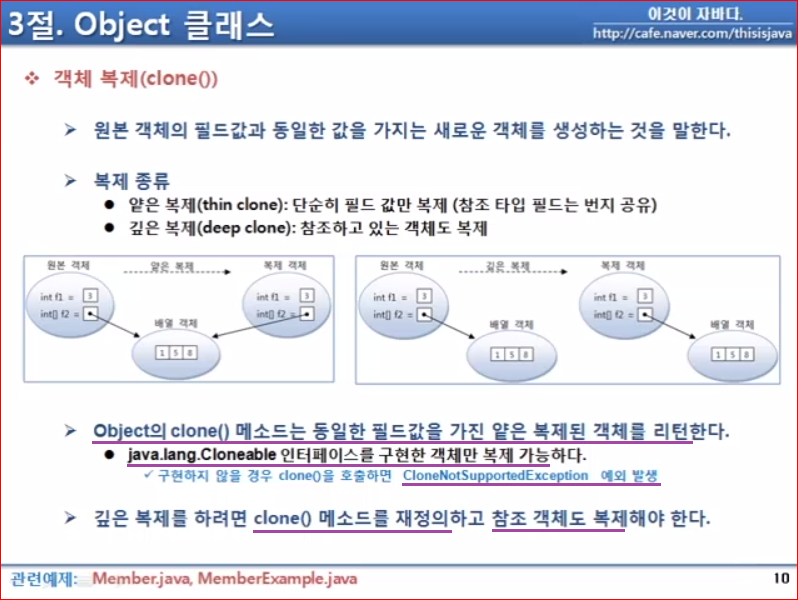 3절. Object 클래스
이것이 자바다.
http://cafe.naver.com/thisisjava
객체 복제(clone())
원본 객체의 필드값과 동일한 값을 가지는 새로운 객체를 생성하는 것을 말한다.
복제 종류
얕은 복제(thin clone): 단순히 필드 값만 복제 (참조 타입 필드는 번지 공유)
깊은 복제(deep clone): 참조하고 있는 객체도 복제
원본 객체
얕은 복제
복제 객체
int f1 = 3
int[] f2 =
int f1 = 3
int[] f2 =
배열 객체
1 5 8
원본 객체
깊은 복제
복제 객체
int f1 = 3
int[] f2 =
int f1 = 3
int[] f2 =
배열 객체
1 5 8
배열 객체
1 5 8
Object의 clone() 메소드는 동일한 필드값을 가진 얕은 복제된 객체를 리턴한다.
java.lang.Cloneable 인터페이스를 구현한 객체만 복제 가능하다.
구현하지 않을 경우 clone()을 호출하면 CloneNotSupportedException 예외 발생
깊은 복제를 하려면 clone() 메소드를 재정의하고 참조 객체도 복제해야 한다.
관련예제: Member.java, MemberExample.java
10